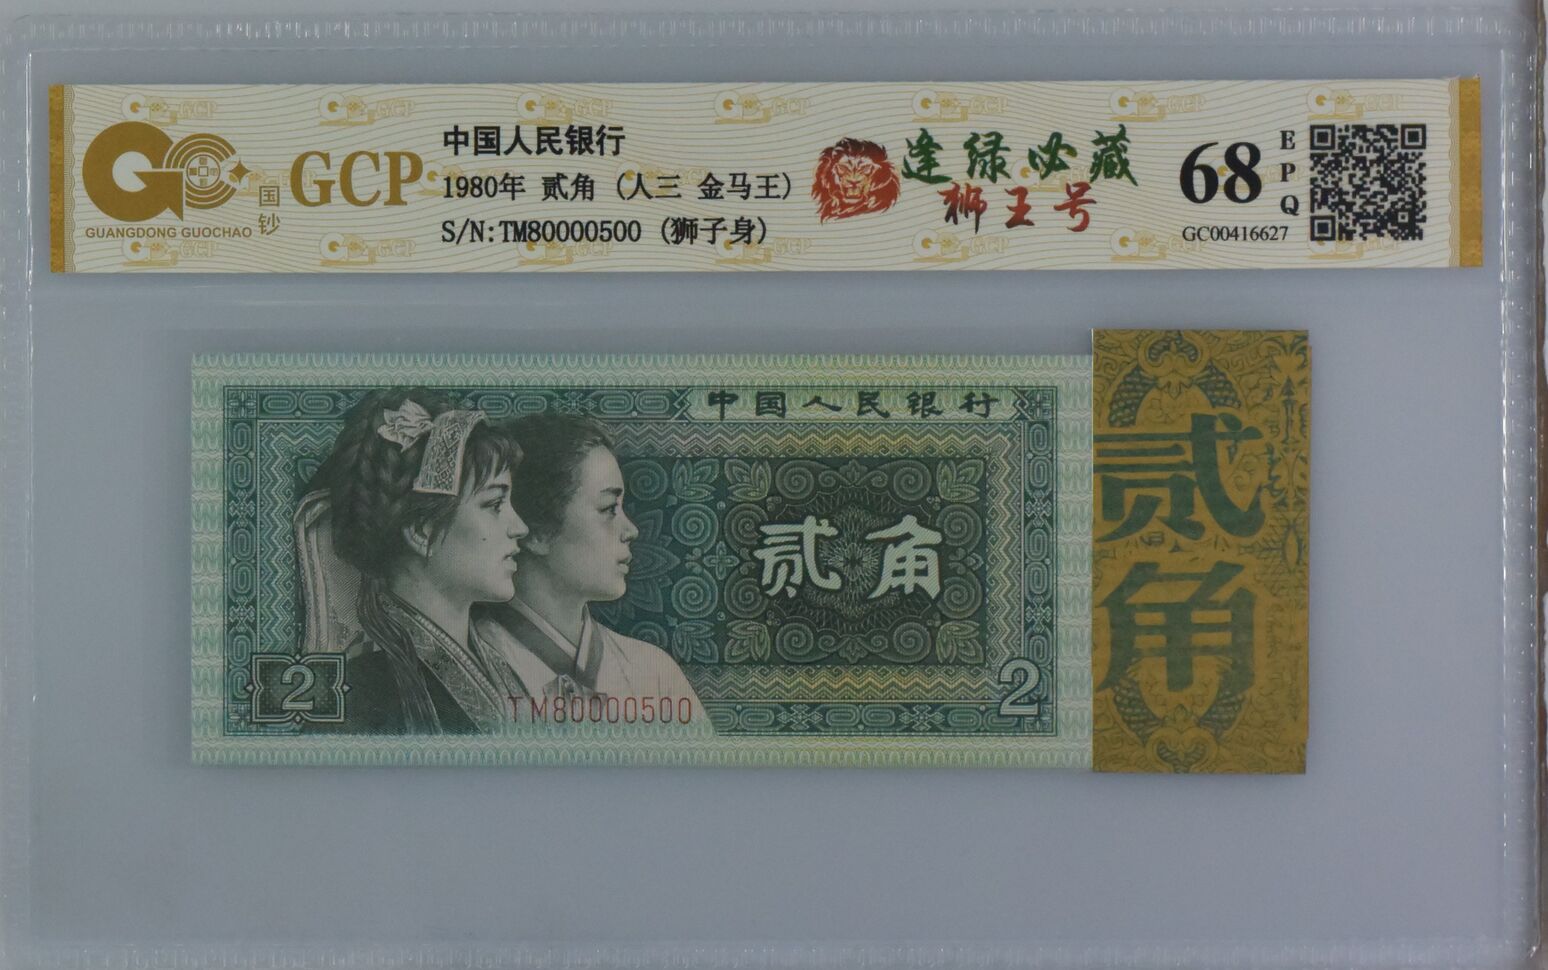 GC
GUANGDONG GUOCHAO
国钞
GCP
中国人民银行
1980年 贰角 (人三 金马王)
S/N:TM80000500 (狮子身)
逢绿必藏
狮王号
68
EPQ
GC00416627
中国人民银行
贰角
2
TM80000500
2
贰角